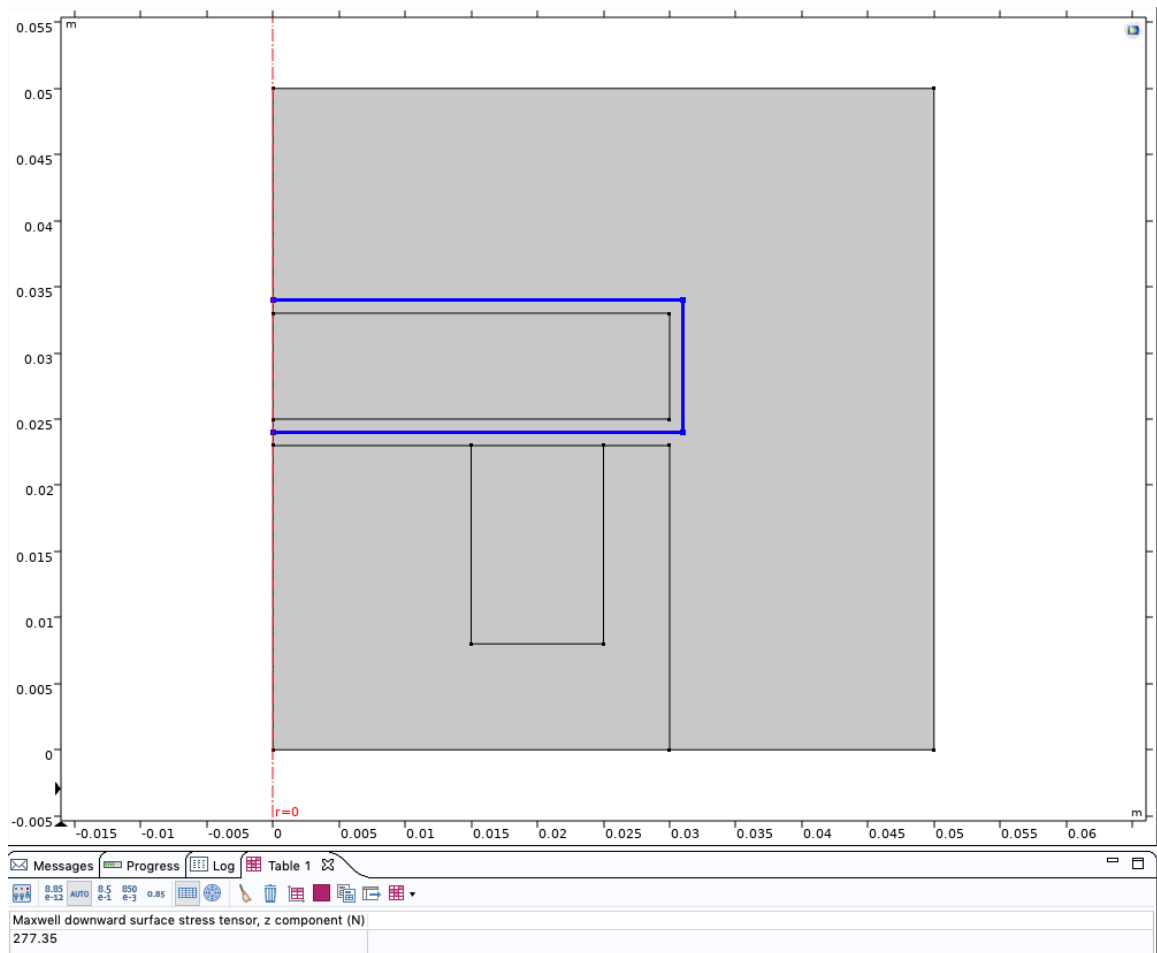 0.055
m
0.05
0.045
0.04
0.035
0.03
0.025
0.02
0.015
0.01
0.005
0
-0.005
r=0
m
-0.015 -0.01 -0.005 0 0.005 0.01 0.015 0.02 0.025 0.03 0.035 0.04 0.045 0.05 0.055 0.06
Messages Progress Log Table 1
8.85 e-12 AUTO 8.5 e-1 850 e-3 0.85
Maxwell downward surface stress tensor, z component (N)
277.35